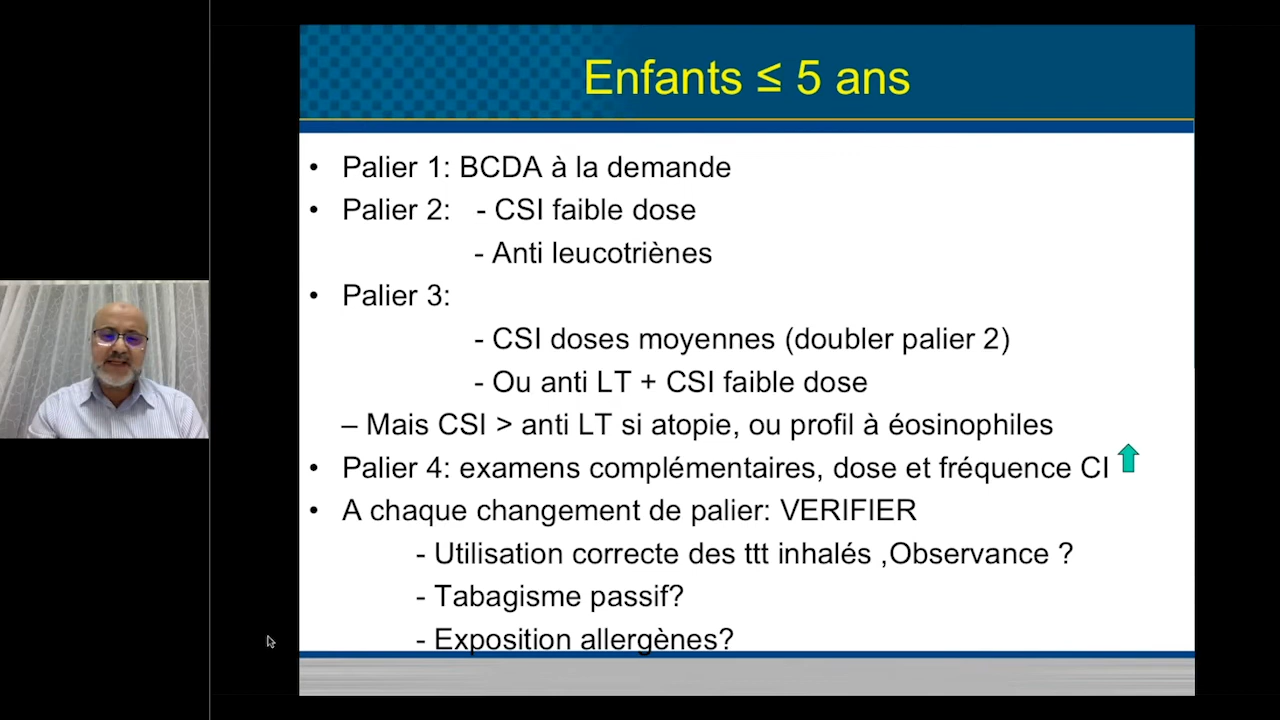 Enfants ≤ 5 ans
• Palier 1: BCDA à la demande
• Palier 2: - CSI faible dose
- Anti leucotriènes
• Palier 3:
- CSI doses moyennes (doubler palier 2)
- Ou anti LT + CSI faible dose
– Mais CSI > anti LT si atopie, ou profil à éosinophiles
• Palier 4: examens complémentaires, dose et fréquence CI
• A chaque changement de palier: VERIFIER
- Utilisation correcte des ttt inhalés ,Observance ?
- Tabagisme passif?
- Exposition allergènes?